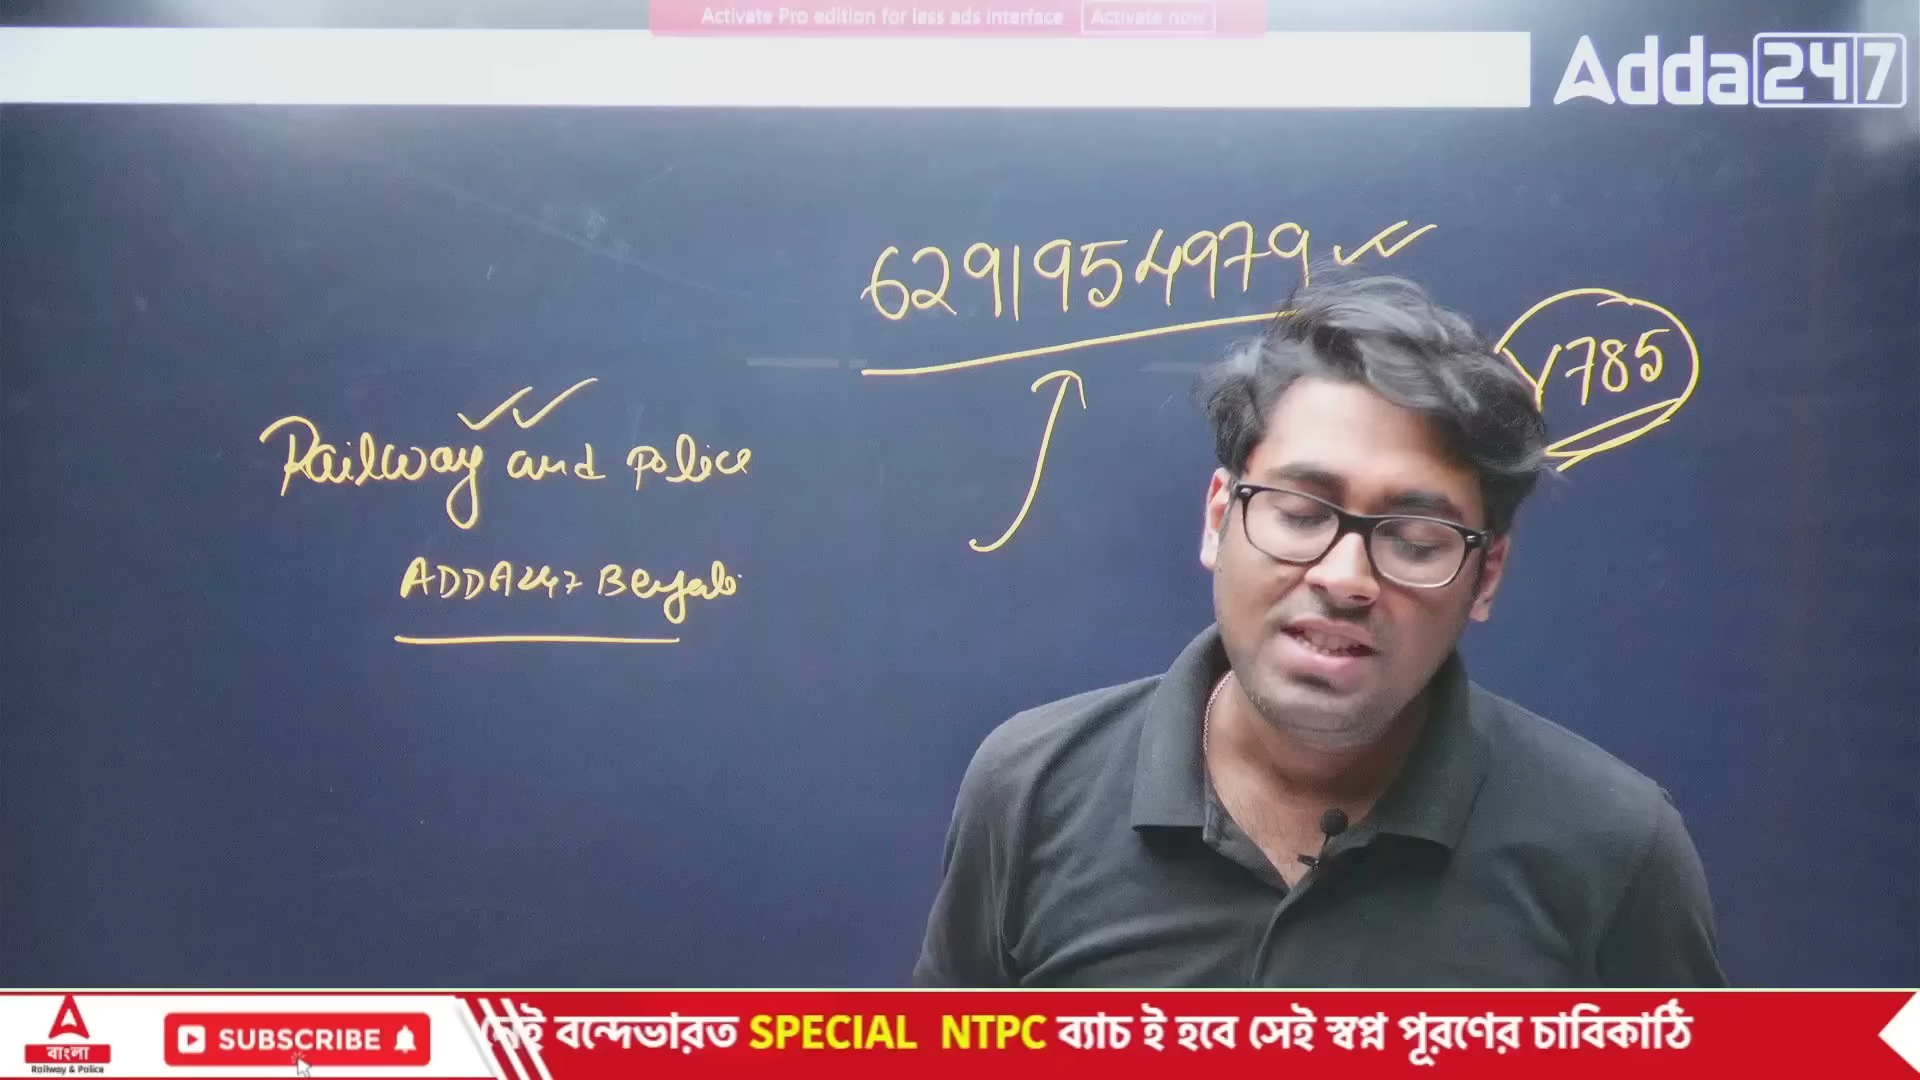 Activate Pro edition for less ads interface Activate now
Adda247
6291954979
785
Railway and police
ADDA247 Bengali
বাংলা
Railway & Police
SUBSCRIBE
বন্দেভারত SPECIAL NTPC ব্যাচ ই হবে সেই স্বপ্ন পূরণের চাবিকাঠি